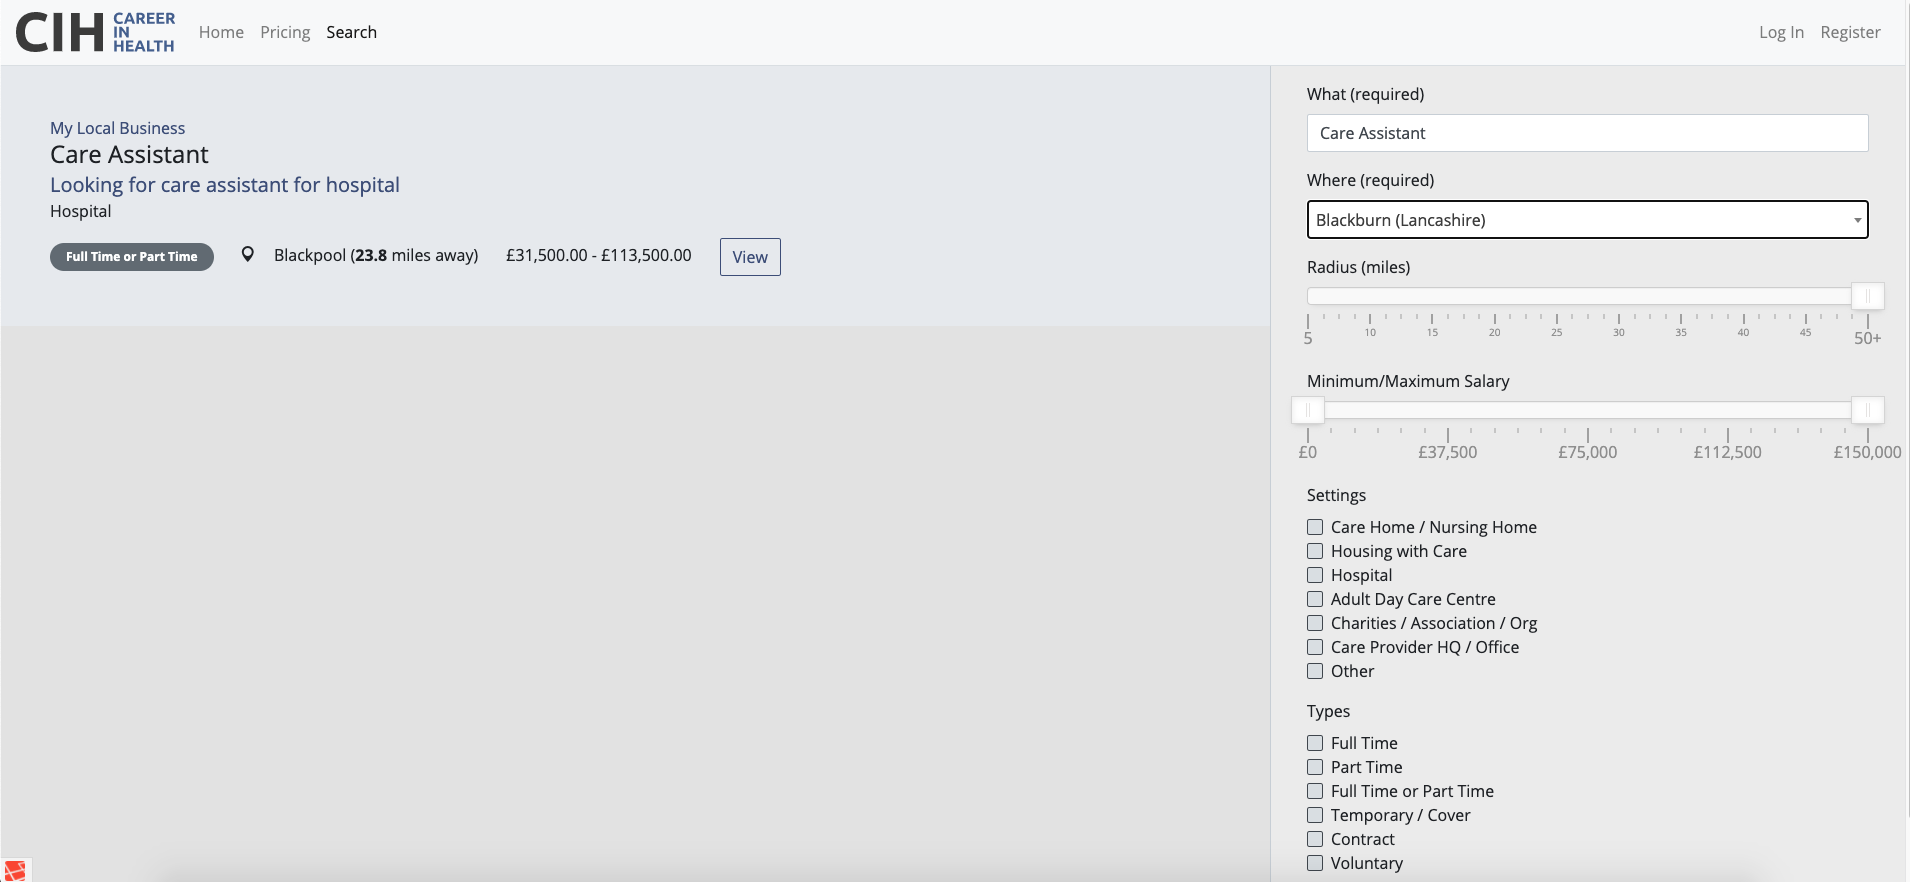 CIH CAREER IN HEALTH Home Pricing Search Log In Register
My Local Business
Care Assistant
Looking for care assistant for hospital
Hospital
Full Time or Part Time Blackpool (23.8 miles away) £31,500.00 - £113,500.00 View
What (required)
Care Assistant
Where (required)
Blackburn (Lancashire)
Radius (miles)
5 10 15 20 25 30 35 40 45 50+
Minimum/Maximum Salary
£0 £37,500 £75,000 £112,500 £150,000
Settings
Care Home / Nursing Home
Housing with Care
Hospital
Adult Day Care Centre
Charities / Association / Org
Care Provider HQ / Office
Other
Types
Full Time
Part Time
Full Time or Part Time
Temporary / Cover
Contract
Voluntary